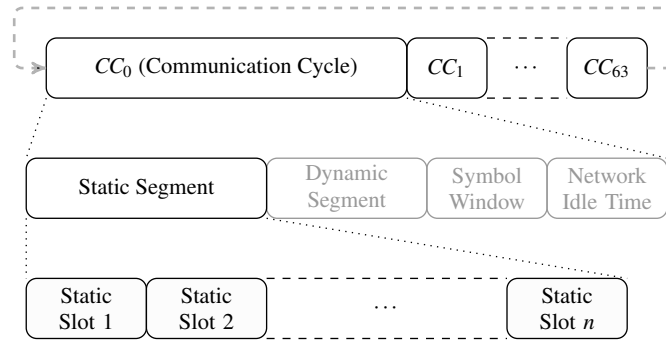 CC₀ (Communication Cycle) CC₁ ... CC₆₃
Static Segment
Dynamic
Segment
Symbol
Window
Network
Idle Time
Static
Slot 1
Static
Slot 2
...
Static
Slot n